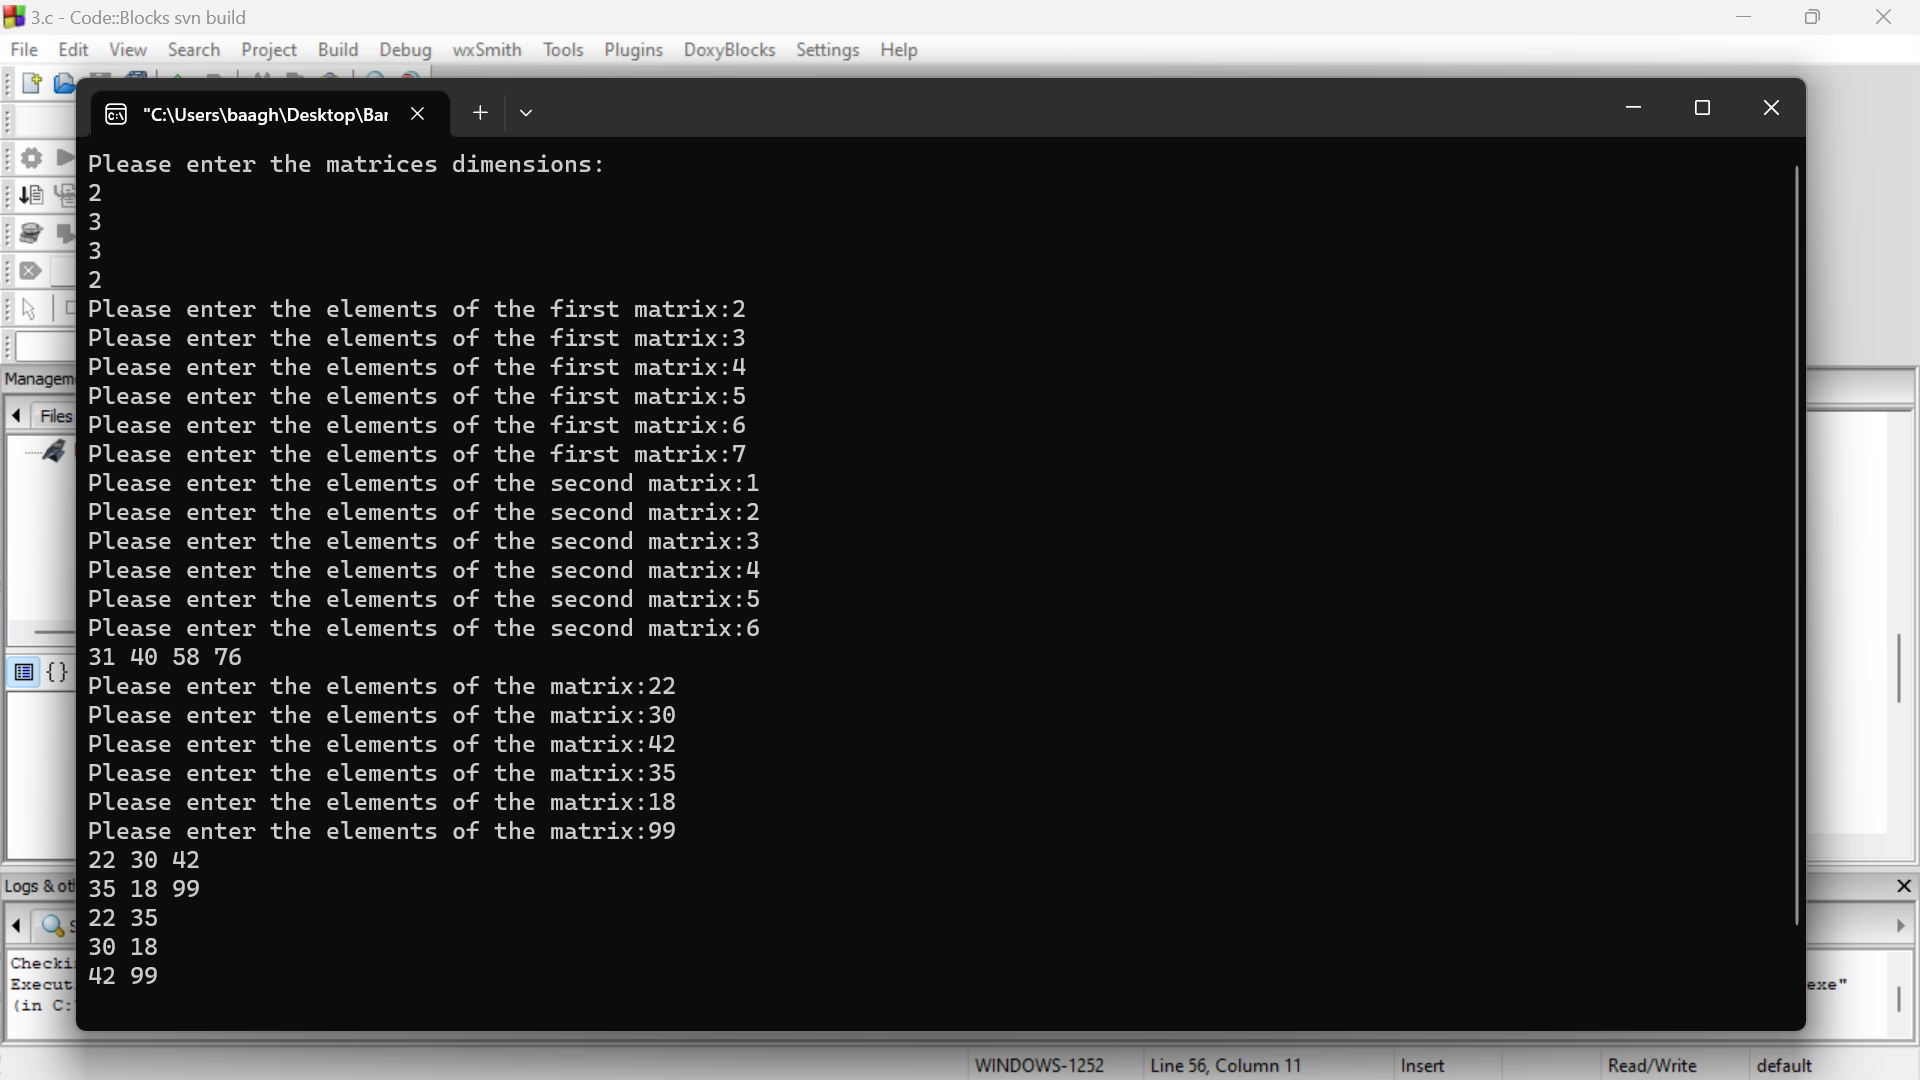 3.c - Code::Blocks svn build
File Edit View Search Project Build Debug wxSmith Tools Plugins DoxyBlocks Settings Help
"C:\Users\baagh\Desktop\Bar
Please enter the matrices dimensions:
2
3
3
2
Please enter the elements of the first matrix:2
Please enter the elements of the first matrix:3
Please enter the elements of the first matrix:4
Please enter the elements of the first matrix:5
Please enter the elements of the first matrix:6
Please enter the elements of the first matrix:7
Please enter the elements of the second matrix:1
Please enter the elements of the second matrix:2
Please enter the elements of the second matrix:3
Please enter the elements of the second matrix:4
Please enter the elements of the second matrix:5
Please enter the elements of the second matrix:6
31 40 58 76
Please enter the elements of the matrix:22
Please enter the elements of the matrix:30
Please enter the elements of the matrix:42
Please enter the elements of the matrix:35
Please enter the elements of the matrix:18
Please enter the elements of the matrix:99
22 30 42
35 18 99
22 35
30 18
42 99
Managem
Files
{}
Logs & ot
Checki
Execut
exe"
(in C:
WINDOWS-1252 Line 56, Column 11 Insert Read/Write default